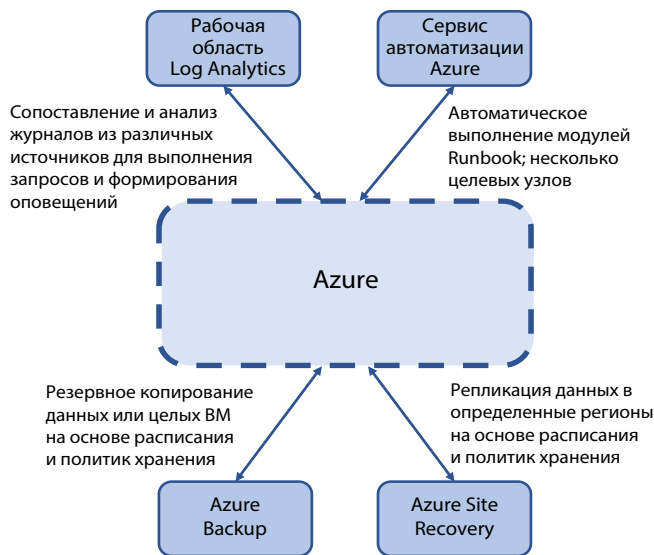 Рабочая
область
Log Analytics
Сервис
автоматизации
Azure
Сопоставление и анализ
журналов из различных
источников для выполнения
запросов и формирования
оповещений
Автоматическое
выполнение модулей
Runbook; несколько
целевых узлов
Azure
Резервное копирование
данных или целых ВМ
на основе расписания
и политик хранения
Репликация данных в
определенные регионы
на основе расписания
и политик хранения
Azure
Backup
Azure Site
Recovery